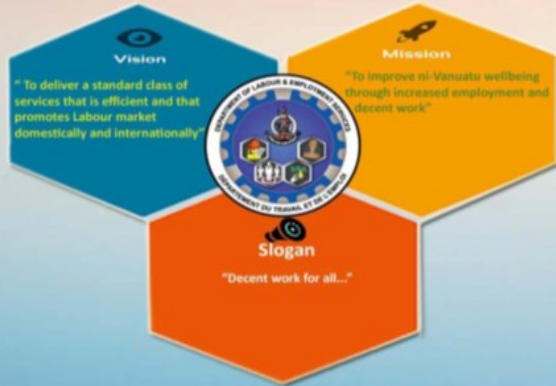 Vision
" To deliver a standard class of
services that is efficient and that
promotes Labour market
domestically and internationally"
Mission
"To improve ni-Vanuatu wellbeing
through increased employment and
decent work"
DEPARTMENT OF LABOUR & EMPLOYMENT SERVICES
DEPARTEMENT DU TRAVAIL ET DE L'EMPLOI
Slogan
"Decent work for all..."